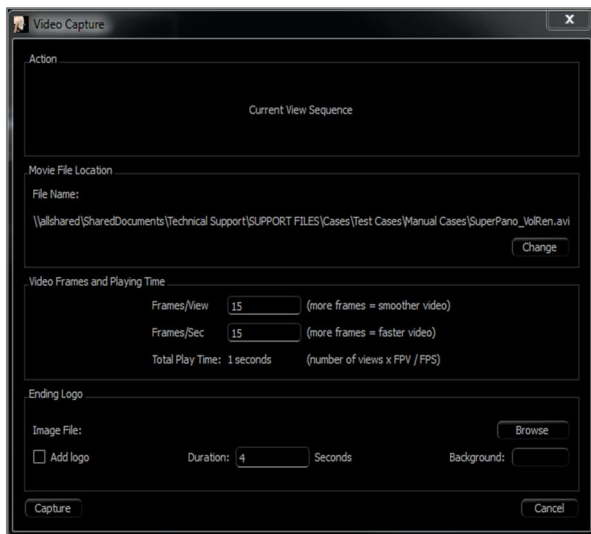 Video Capture
X
Action
Current View Sequence
Movie File Location
File Name:
\\allshared\SharedDocuments\Technical Support\SUPPORT FILES\Cases\Test Cases\Manual Cases\SuperPano_VolRen.avi
Change
Video Frames and Playing Time
Frames/View 15 (more frames = smoother video)
Frames/Sec 15 (more frames = faster video)
Total Play Time: 1 seconds (number of views x FPV / FPS)
Ending Logo
Image File: Browse
Add logo Duration: 4 Seconds Background:
Capture Cancel